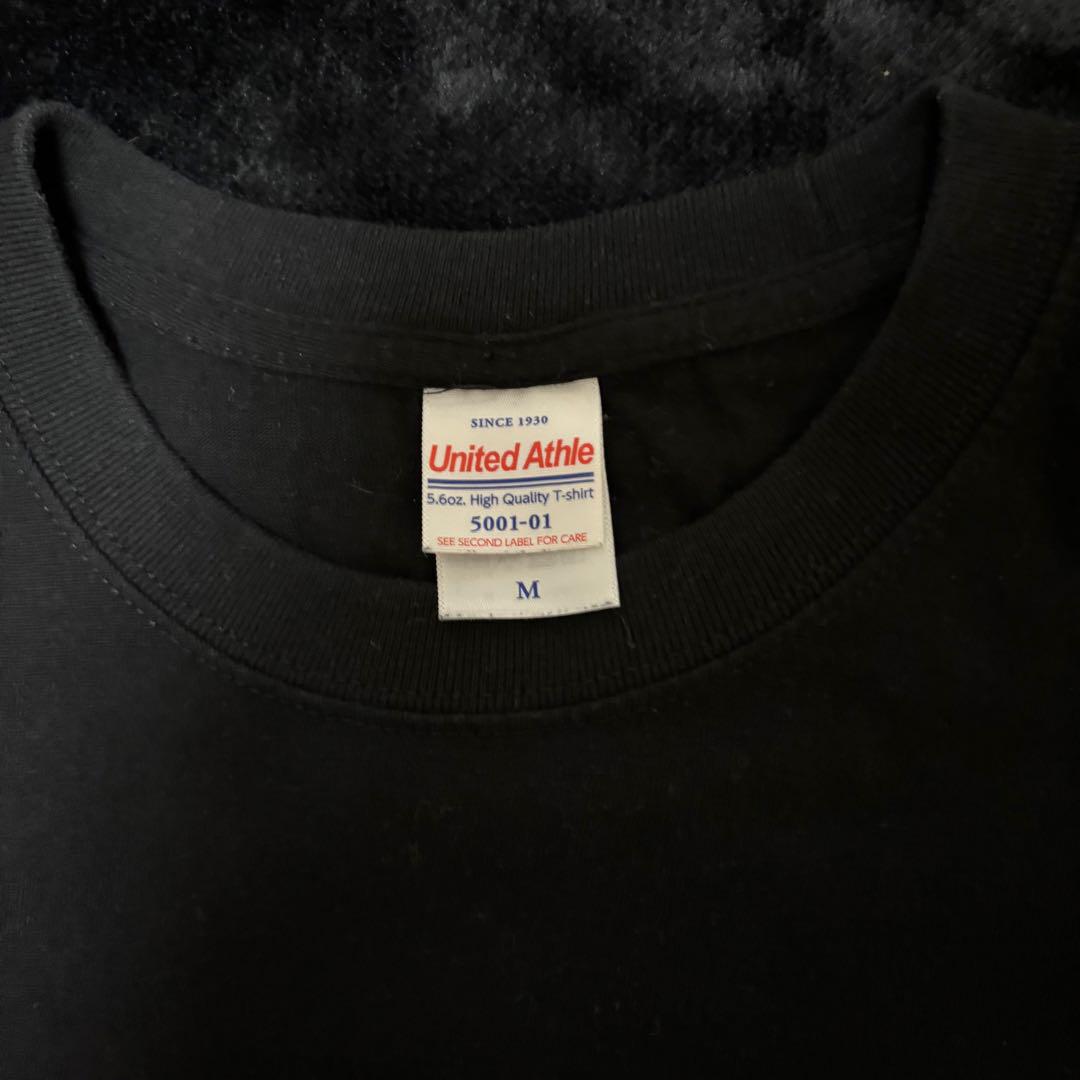 SINCE 1930
United Athle
5.6oz. High Quality T-shirt
5001-01
SEE SECOND LABEL FOR CARE
M